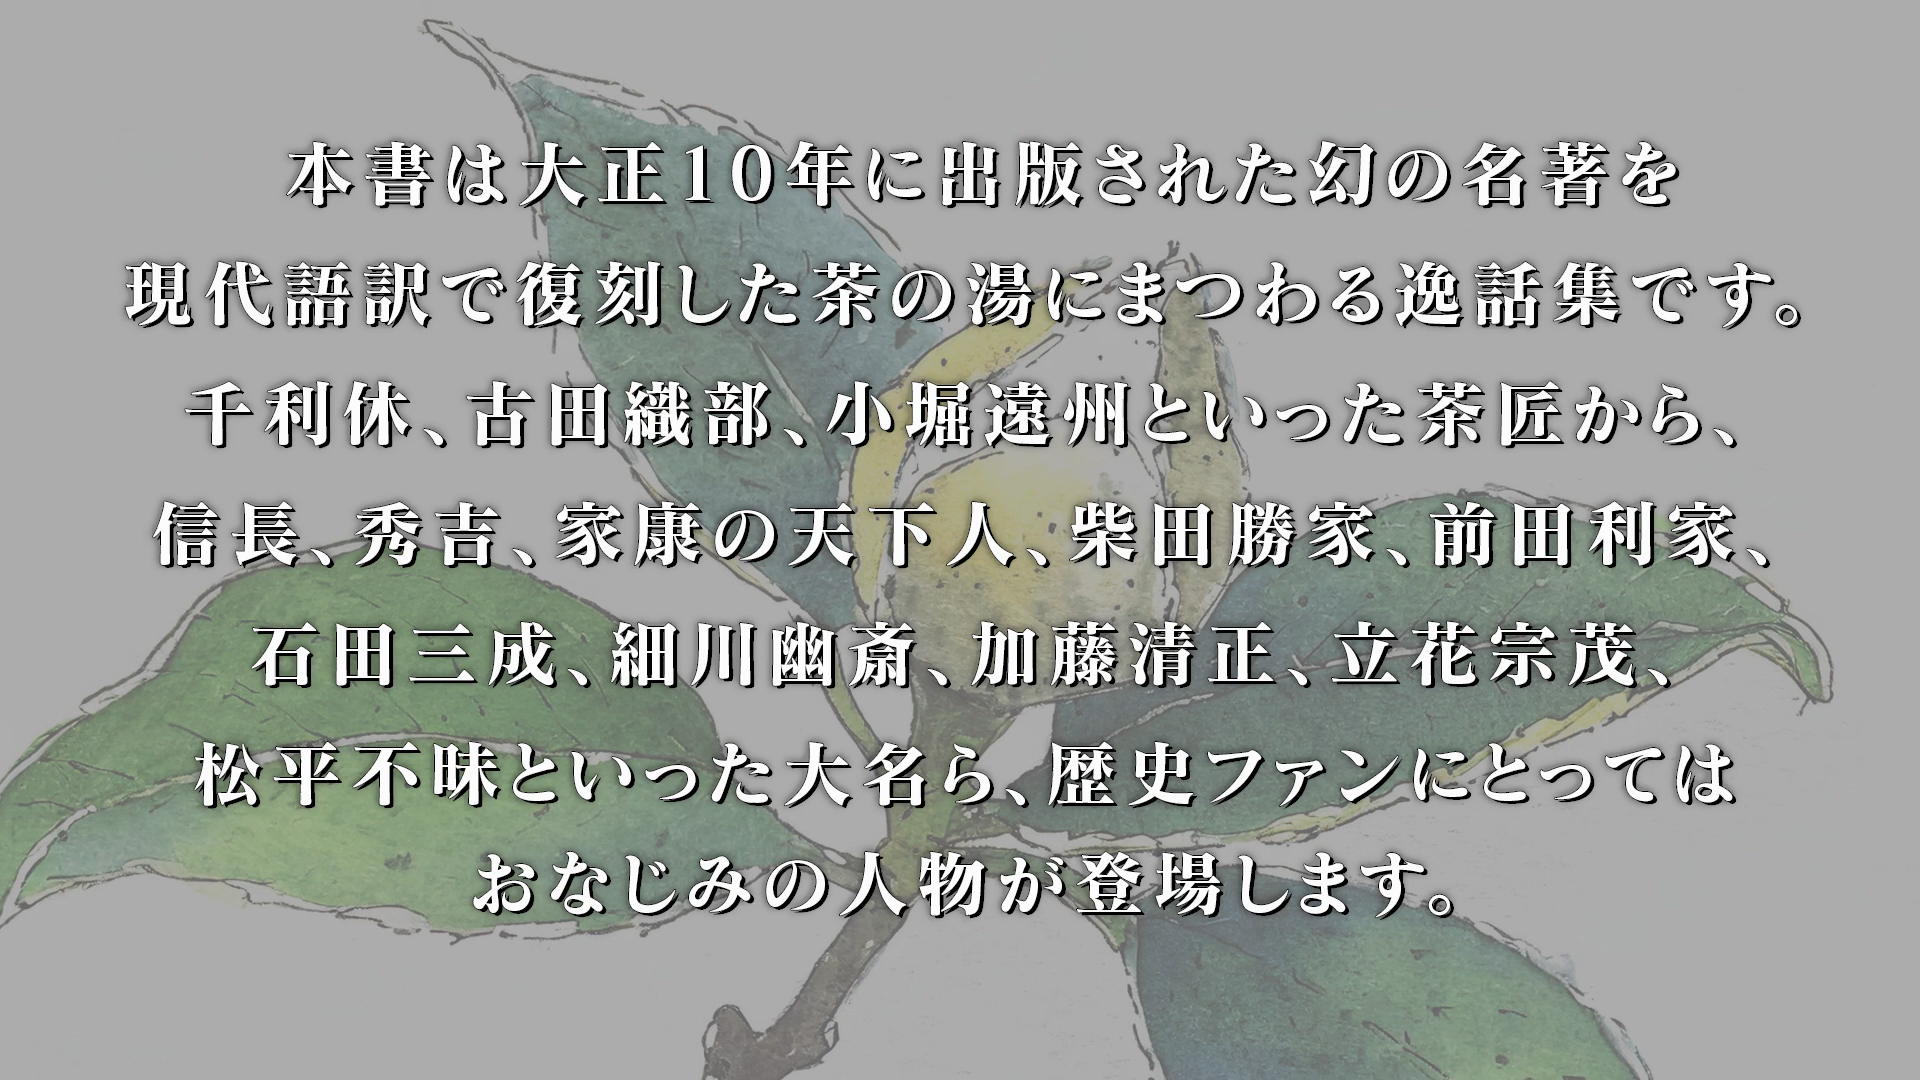 本書は大正10年に出版された幻の名著を
現代語訳で復刻した茶の湯にまつわる逸話集です。
千利休、古田織部、小堀遠州といった茶匠から、
信長、秀吉、家康の天下人、柴田勝家、前田利家、
石田三成、細川幽斎、加藤清正、立花宗茂、
松平不昧といった大名ら、歴史ファンにとっては
おなじみの人物が登場します。